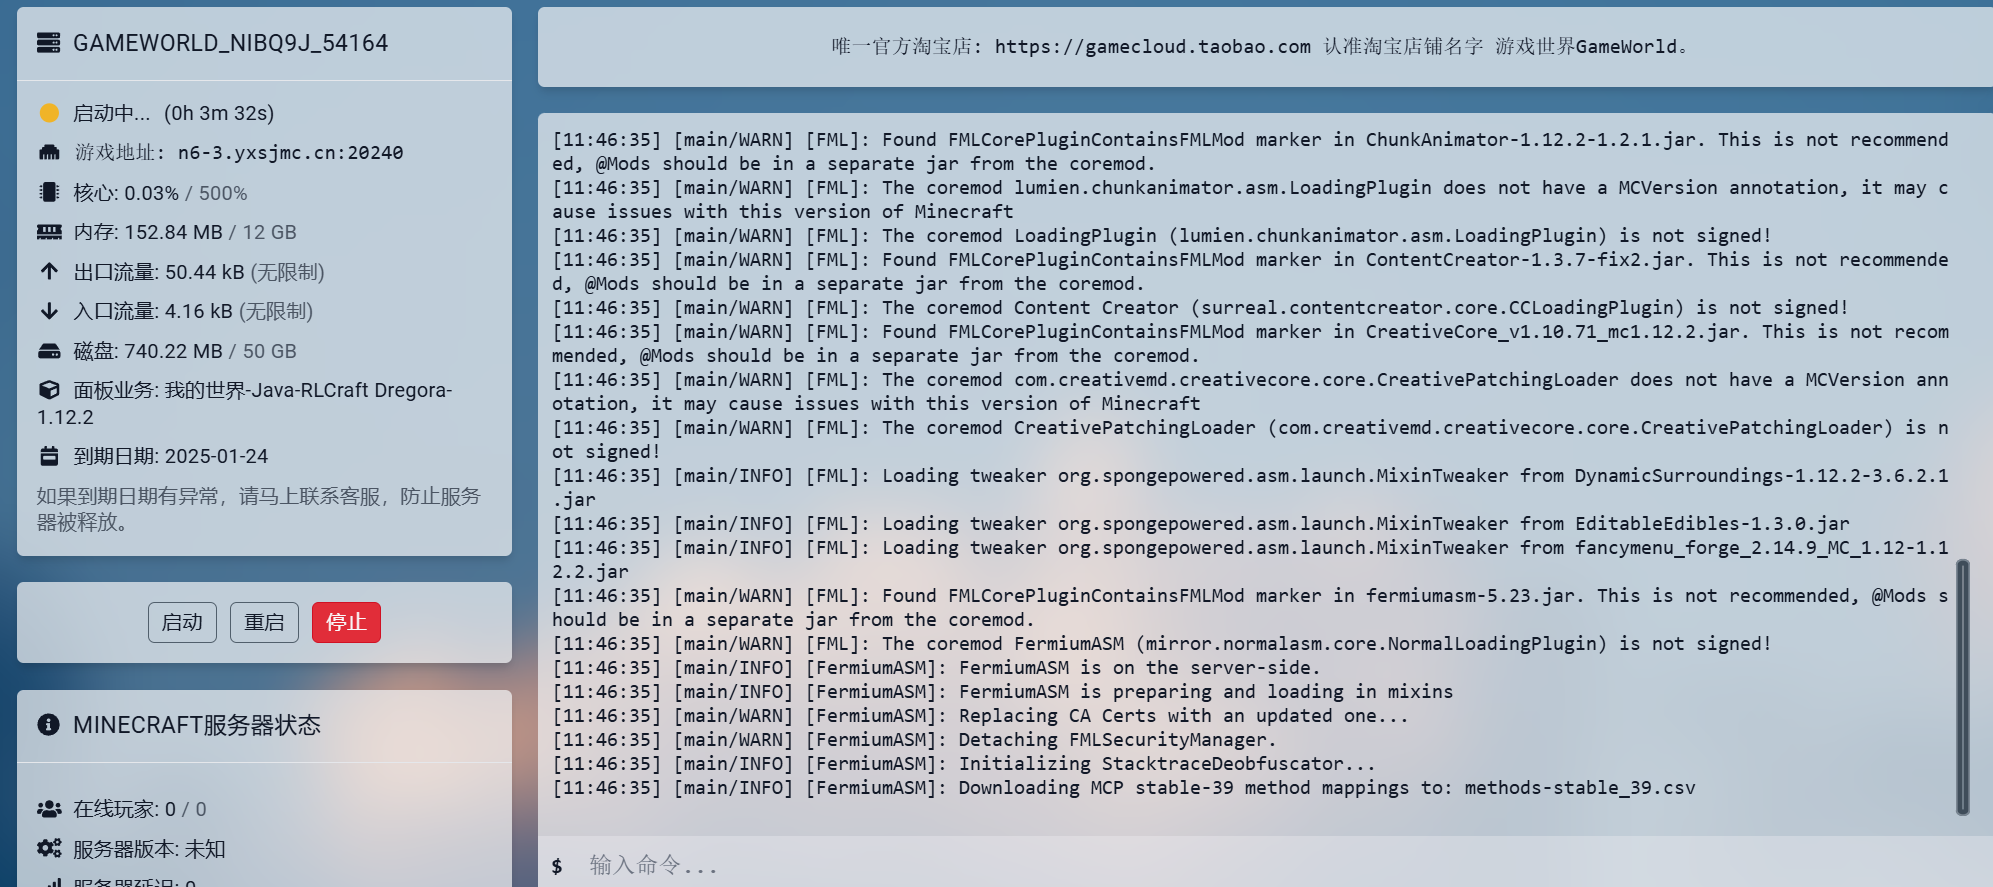 GAMEWORLD_NIBQ9J_54164
启动中... (0h 3m 32s)
游戏地址: n6-3.yxsjmc.cn:20240
核心: 0.03% / 500%
内存: 152.84 MB / 12 GB
出口流量: 50.44 kB (无限制)
入口流量: 4.16 kB (无限制)
磁盘: 740.22 MB / 50 GB
面板业务: 我的世界-Java-RLCraft Dregora-
1.12.2
到期日期: 2025-01-24
如果到期日期有异常，请马上联系客服，防止服务
器被释放。
启动 重启 停止
MINECRAFT服务器状态
在线玩家: 0 / 0
服务器版本: 未知
服务器延迟: 0
唯一官方淘宝店: https://gamecloud.taobao.com 认准淘宝店铺名字 游戏世界GameWorld。
[11:46:35] [main/WARN] [FML]: Found FMLCorePluginContainsFMLMod marker in ChunkAnimator-1.12.2-1.2.1.jar. This is not recommend
ed, @Mods should be in a separate jar from the coremod.
[11:46:35] [main/WARN] [FML]: The coremod lumien.chunkanimator.asm.LoadingPlugin does not have a MCVersion annotation, it may c
ause issues with this version of Minecraft
[11:46:35] [main/WARN] [FML]: The coremod LoadingPlugin (lumien.chunkanimator.asm.LoadingPlugin) is not signed!
[11:46:35] [main/WARN] [FML]: Found FMLCorePluginContainsFMLMod marker in ContentCreator-1.3.7-fix2.jar. This is not recommende
d, @Mods should be in a separate jar from the coremod.
[11:46:35] [main/WARN] [FML]: The coremod Content Creator (surreal.contentcreator.core.CCLoadingPlugin) is not signed!
[11:46:35] [main/WARN] [FML]: Found FMLCorePluginContainsFMLMod marker in CreativeCore_v1.10.71_mc1.12.2.jar. This is not recom
mended, @Mods should be in a separate jar from the coremod.
[11:46:35] [main/WARN] [FML]: The coremod com.creativemd.creativecore.core.CreativePatchingLoader does not have a MCVersion ann
otation, it may cause issues with this version of Minecraft
[11:46:35] [main/WARN] [FML]: The coremod CreativePatchingLoader (com.creativemd.creativecore.core.CreativePatchingLoader) is n
ot signed!
[11:46:35] [main/INFO] [FML]: Loading tweaker org.spongepowered.asm.launch.MixinTweaker from DynamicSurroundings-1.12.2-3.6.2.1
.jar
[11:46:35] [main/INFO] [FML]: Loading tweaker org.spongepowered.asm.launch.MixinTweaker from EditableEdibles-1.3.0.jar
[11:46:35] [main/INFO] [FML]: Loading tweaker org.spongepowered.asm.launch.MixinTweaker from fancymenu_forge_2.14.9_MC_1.12-1.1
2.2.jar
[11:46:35] [main/WARN] [FML]: Found FMLCorePluginContainsFMLMod marker in fermiumasm-5.23.jar. This is not recommended, @Mods s
hould be in a separate jar from the coremod.
[11:46:35] [main/WARN] [FML]: The coremod FermiumASM (mirror.normalasm.core.NormalLoadingPlugin) is not signed!
[11:46:35] [main/INFO] [FermiumASM]: FermiumASM is on the server-side.
[11:46:35] [main/INFO] [FermiumASM]: FermiumASM is preparing and loading in mixins
[11:46:35] [main/WARN] [FermiumASM]: Replacing CA Certs with an updated one...
[11:46:35] [main/WARN] [FermiumASM]: Detaching FMLSecurityManager.
[11:46:35] [main/INFO] [FermiumASM]: Initializing StacktraceDeobfuscator...
[11:46:35] [main/INFO] [FermiumASM]: Downloading MCP stable-39 method mappings to: methods-stable_39.csv
$ 输入命令...